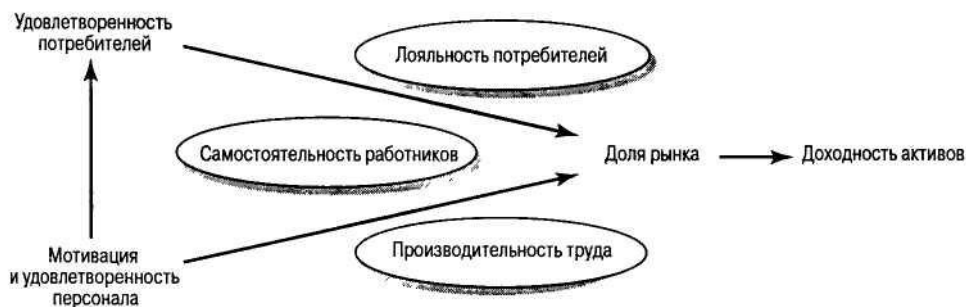 Удовлетворенность
потребителей
Лояльность потребителей
Самостоятельность работников
Доля рынка
Доходность активов
Производительность труда
Мотивация
и удовлетворенность
персонала